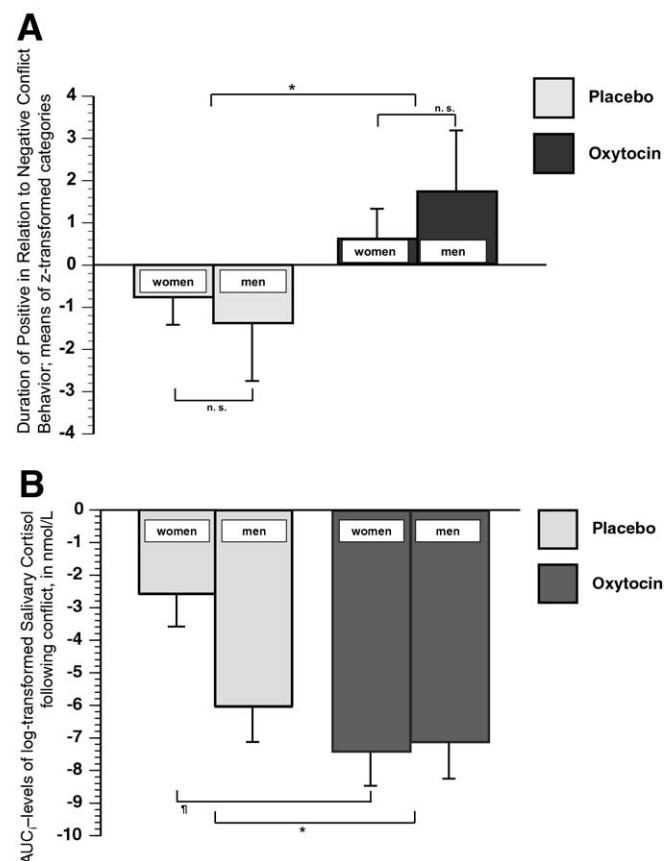 A
Duration of Positive in Relation to Negative Conflict
Behavior; means of z-transformed categories
4
3
2
1
0
-1
-2
-3
-4
*
n. s.
women
men
women
men
n. s.
Placebo
Oxytocin
B
AUCᵢ–levels of log-transformed Salivary Cortisol
following conflict, in nmol/L
0
-1
-2
-3
-4
-5
-6
-7
-8
-9
-10
women
men
women
men
¶
*
Placebo
Oxytocin